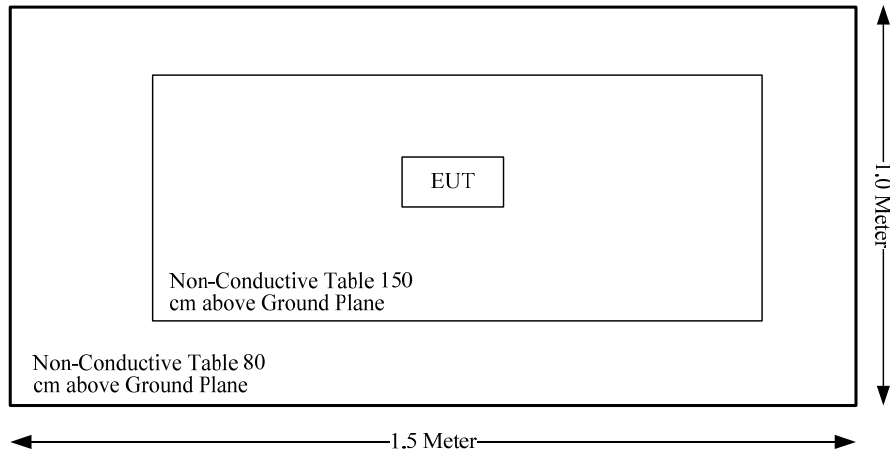 EUT
Non-Conductive Table 150
cm above Ground Plane
Non-Conductive Table 80
cm above Ground Plane
1.0 Meter
1.5 Meter